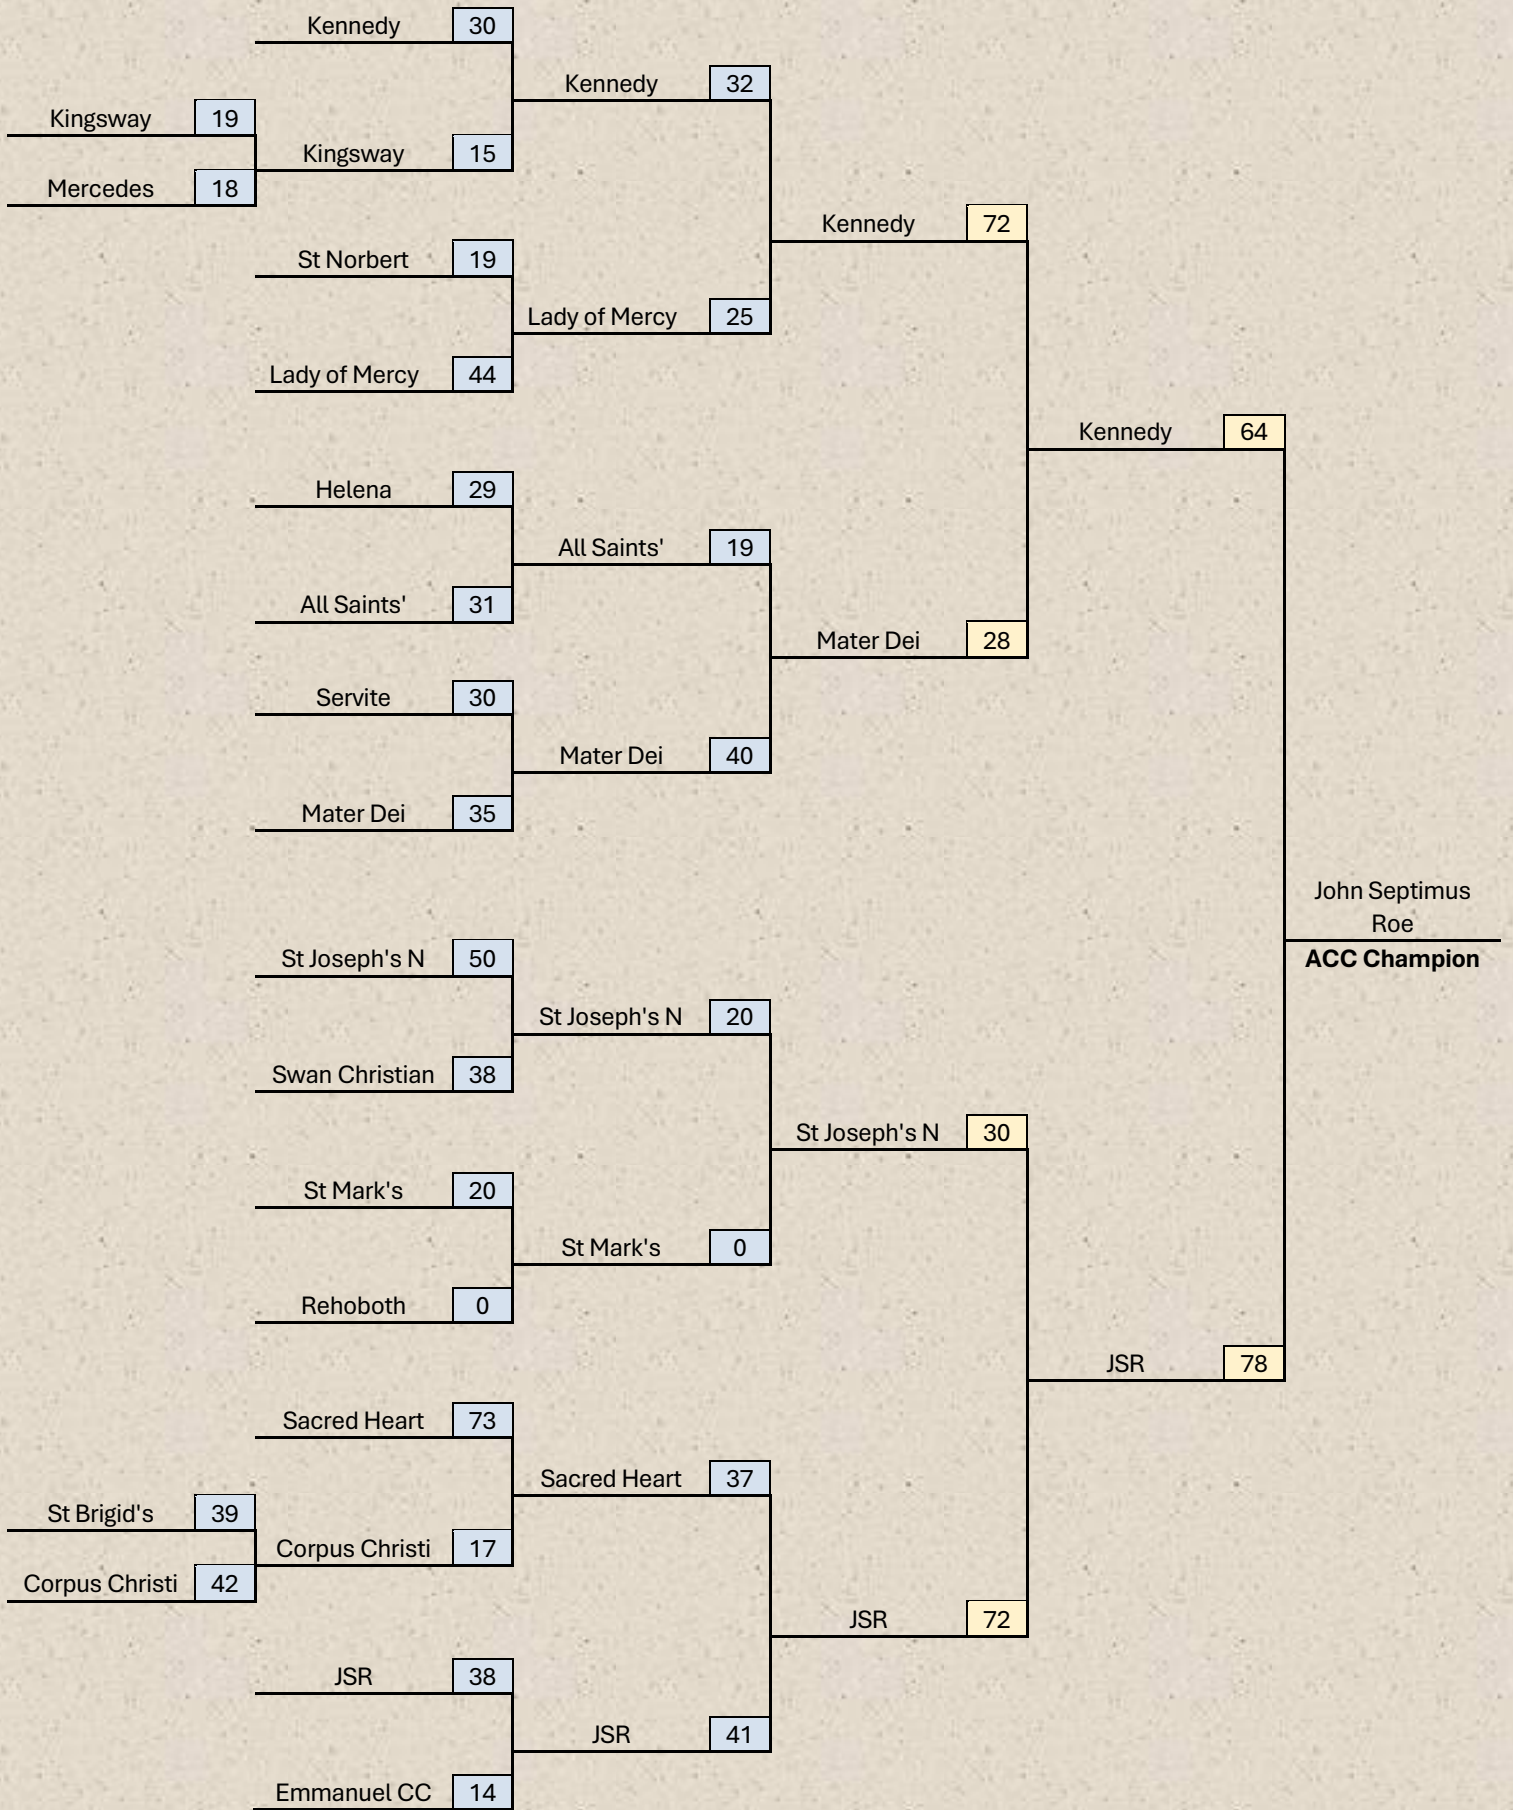 Kennedy 30
Kennedy 32
Kingsway 19
Kingsway 15
Mercedes 18
Kennedy 72
St Norbert 19
Lady of Mercy 25
Lady of Mercy 44
Kennedy 64
Helena 29
All Saints' 19
All Saints' 31
Mater Dei 28
Servite 30
Mater Dei 40
Mater Dei 35
John Septimus
Roe
ACC Champion
St Joseph's N 50
St Joseph's N 20
Swan Christian 38
St Joseph's N 30
St Mark's 20
St Mark's 0
Rehoboth 0
JSR 78
Sacred Heart 73
Sacred Heart 37
St Brigid's 39
Corpus Christi 17
Corpus Christi 42
JSR 72
JSR 38
JSR 41
Emmanuel CC 14